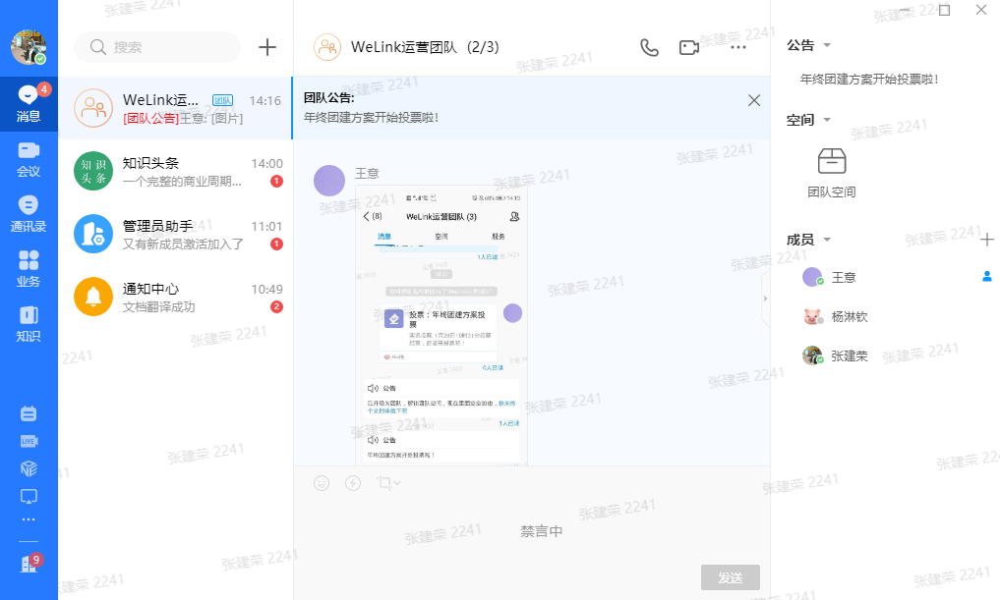 4
消息
会议
通讯录
业务
知识
LIVE
9
搜索
WeLink运... 团队 14:16
[团队公告]王意: [图片]
知识头条 14:00
一个完整的商业周期... 1
管理员助手 11:01
又有新成员激活加入了 1
通知中心 10:49
文档翻译成功 2
WeLink运营团队 (2/3)
团队公告:
年终团建方案开始投票啦!
王意
(8) WeLink运营团队 (3)
消息 空间 服务
1人已读
投票：年终团建方案投
票
6人已读
公告
1人已读
公告
年终团建方案开始投票啦！
禁言中
发送
公告
年终团建方案开始投票啦!
空间
团队空间
成员
王意
杨淋钦
张建荣
张建荣 2241